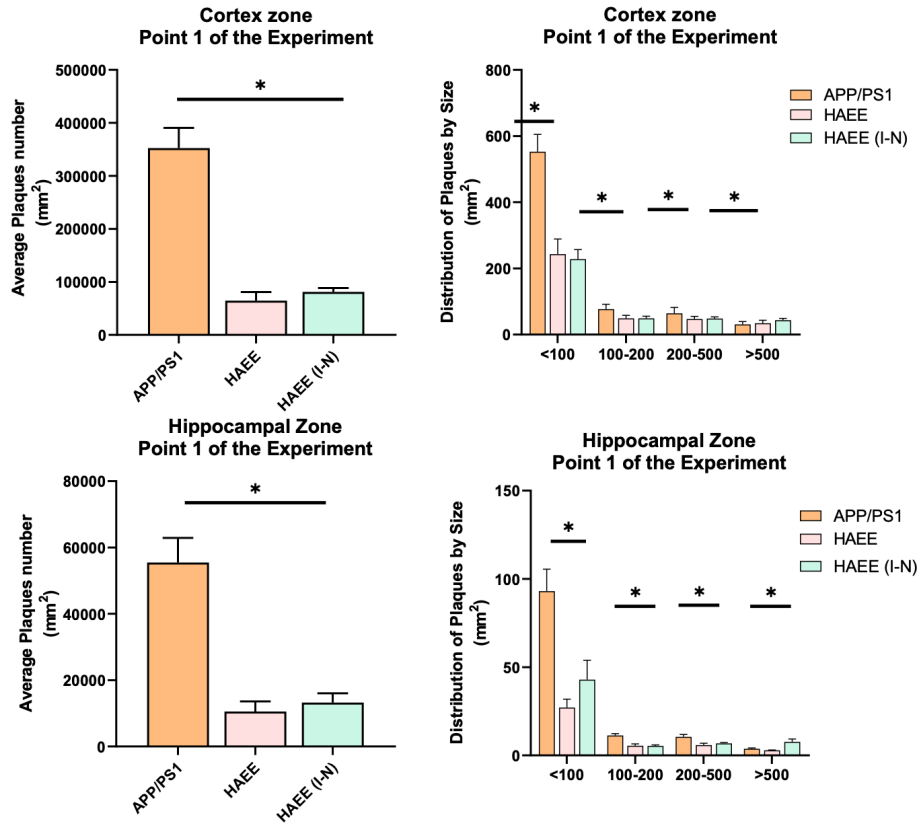 Cortex zone
Point 1 of the Experiment
Average Plaques number
(mm²)
500000
400000
300000
200000
100000
0
*
APP/PS1
HAEE
HAEE (I-N)
Cortex zone
Point 1 of the Experiment
Distribution of Plaques by Size
(mm²)
800
600
400
200
0
*
*
*
*
<100
100-200
200-500
>500
APP/PS1
HAEE
HAEE (I-N)
Hippocampal Zone
Point 1 of the Experiment
Average Plaques number
(mm²)
80000
60000
40000
20000
0
*
APP/PS1
HAEE
HAEE (I-N)
Hippocampal Zone
Point 1 of the Experiment
Distribution of Plaques by Size
(mm²)
150
100
50
0
*
*
*
*
<100
100-200
200-500
>500
APP/PS1
HAEE
HAEE (I-N)